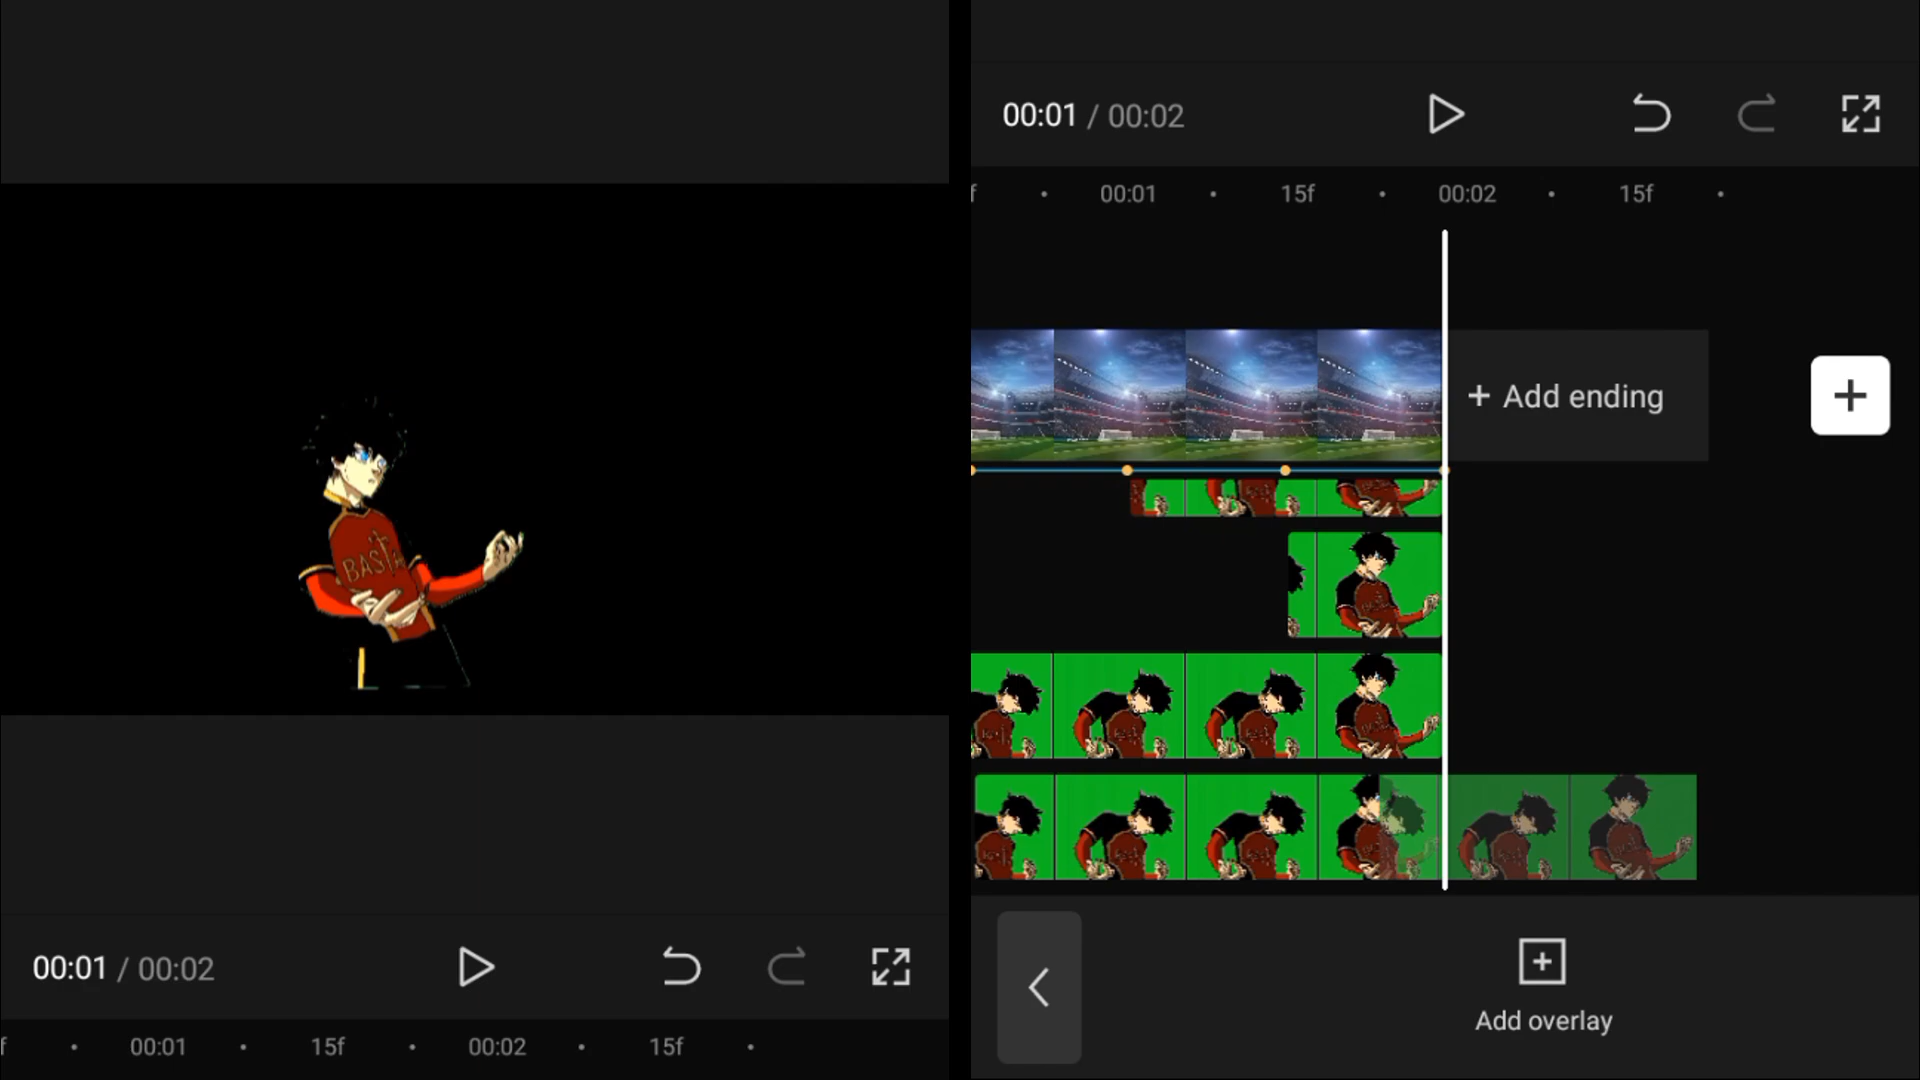 BAST
00:01 / 00:02
f • 00:01 • 15f • 00:02 • 15f •
00:01 / 00:02
f • 00:01 • 15f • 00:02 • 15f •
+ Add ending
+
Add overlay